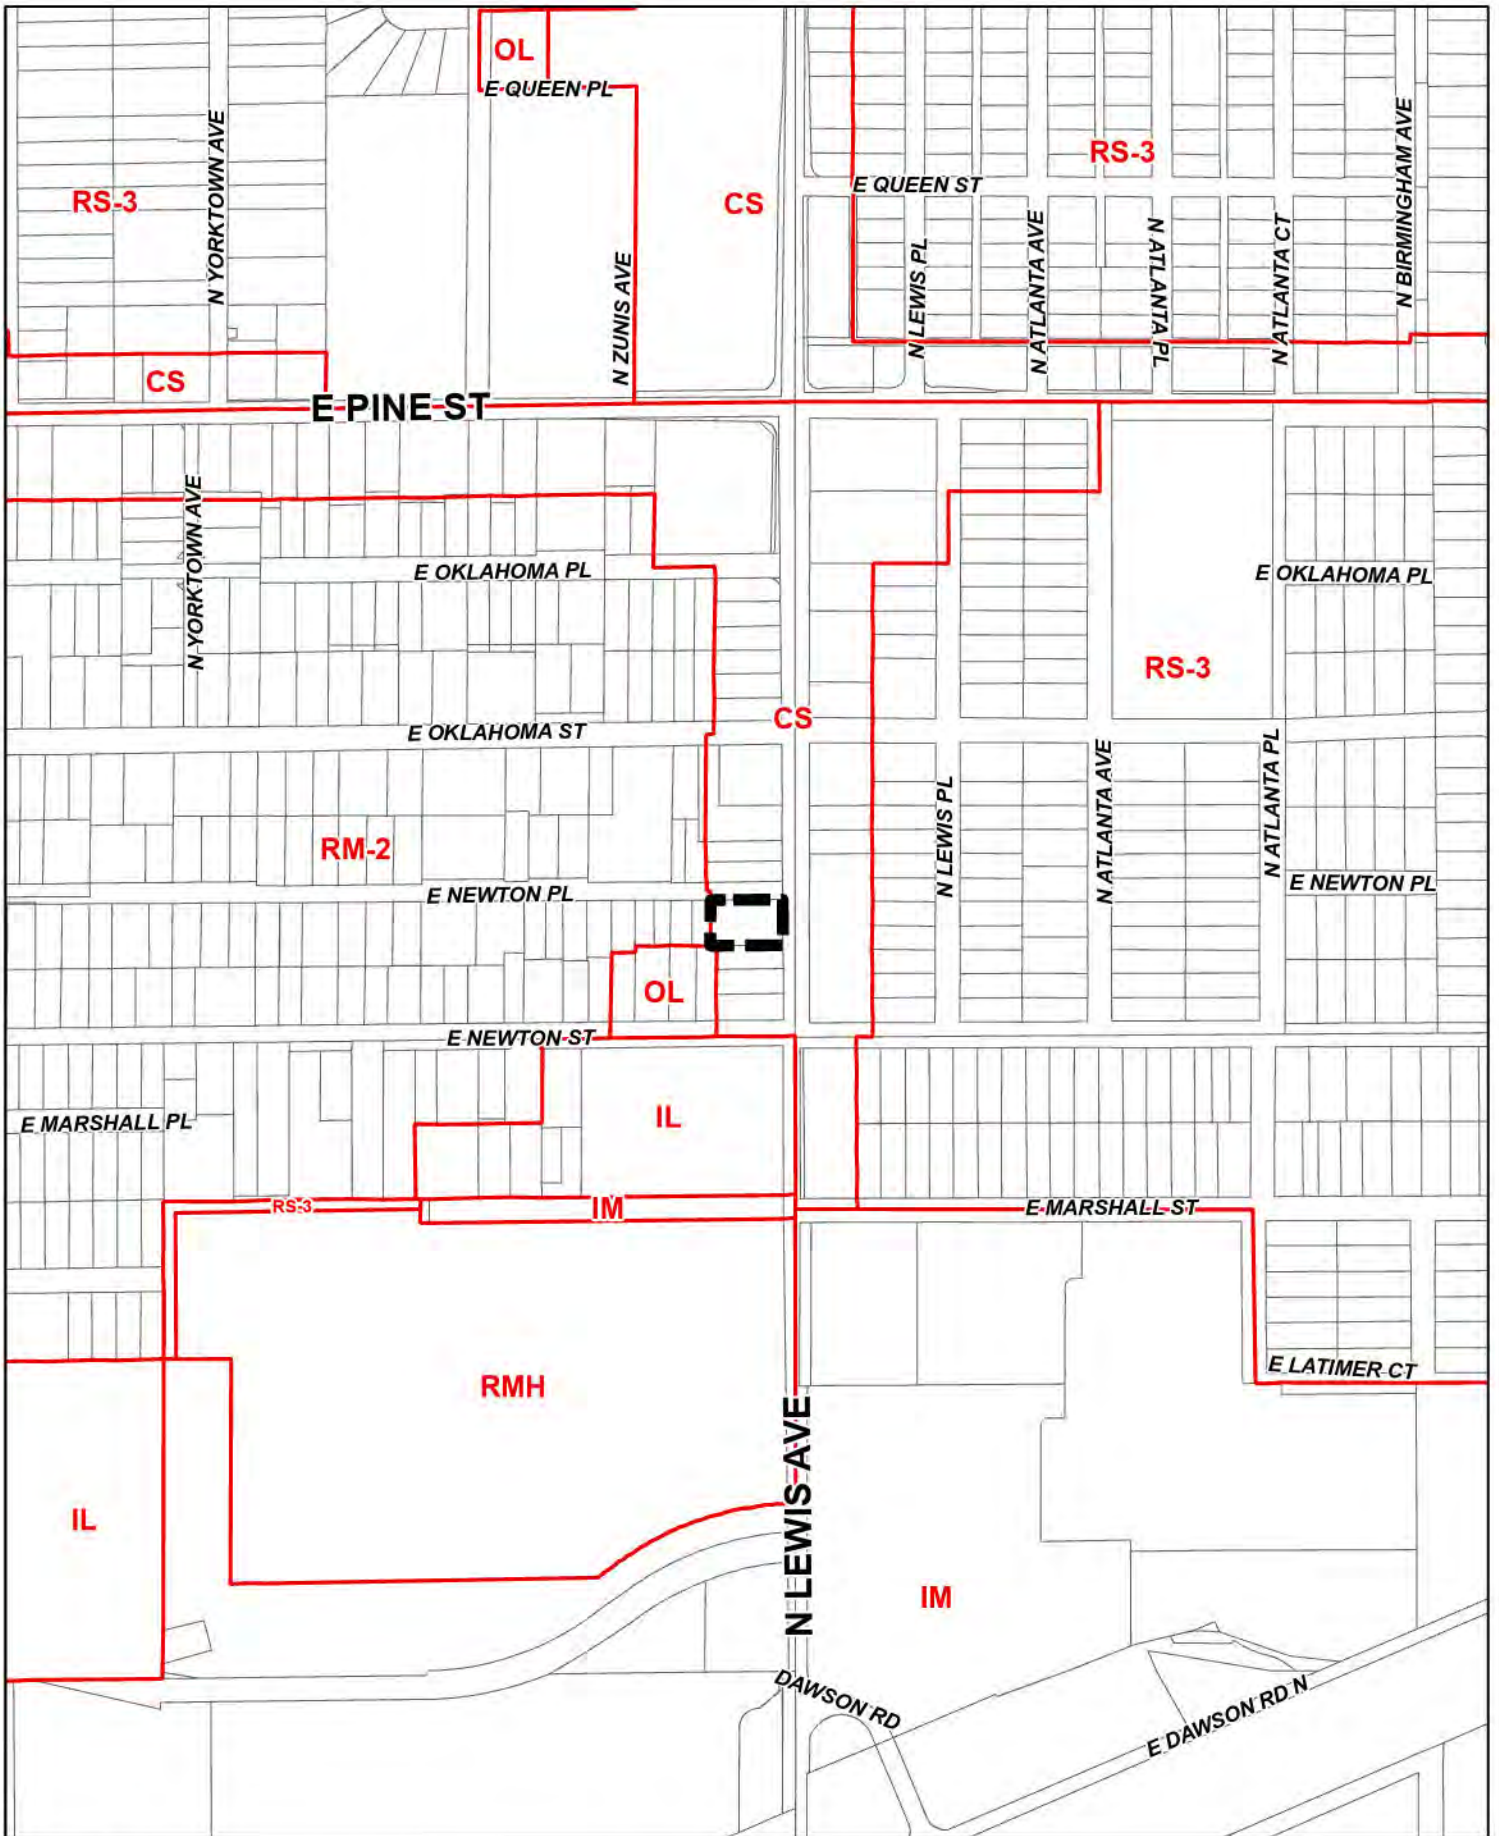 OL
E QUEEN PL
N YORKTOWN AVE
RS-3
RS-3
E QUEEN ST
N BIRMINGHAM AVE
CS
N ZUNIS AVE
N LEWIS PL
N ATLANTA AVE
N ATLANTA PL
N ATLANTA CT
CS
E PINE ST
N YORKTOWN AVE
E OKLAHOMA PL
E OKLAHOMA PL
RS-3
CS
E OKLAHOMA ST
N LEWIS PL
N ATLANTA AVE
N ATLANTA PL
RM-2
E NEWTON PL
E NEWTON PL
OL
E NEWTON ST
IL
E MARSHALL PL
RS-3
IM
E MARSHALL ST
RMH
E LATIMER CT
N LEWIS AVE
IL
IM
DAWSON RD
E DAWSON RD N